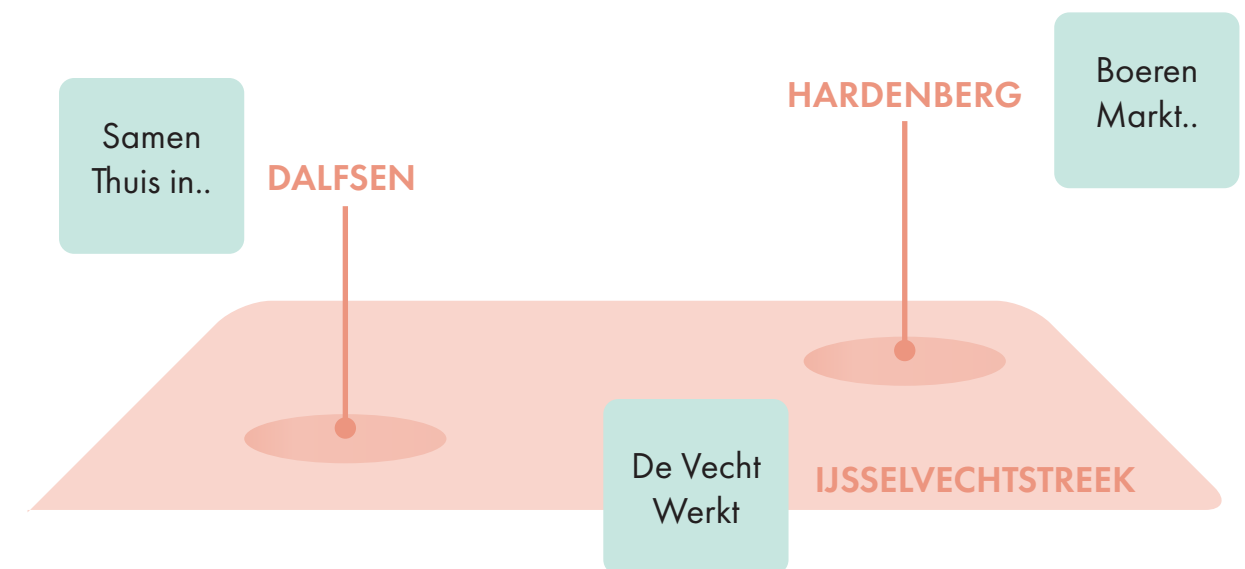 Samen
Thuis in..
DALFSEN
HARDENBERG
Boeren
Markt..
De Vecht
Werkt
IJSSELVECHTSTREEK